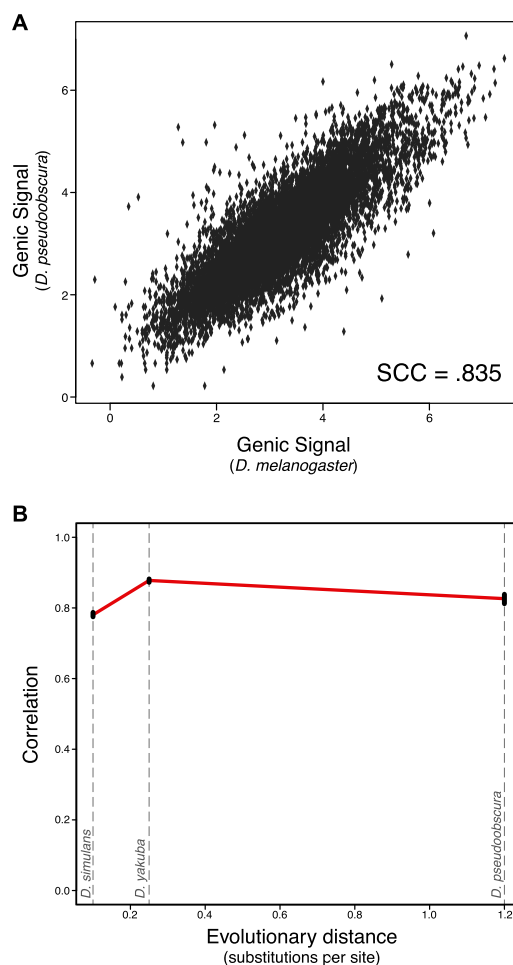 A
Genic Signal
(D. pseudoobscura)
6
4
2
0
SCC = .835
0
2
4
6
Genic Signal
(D. melanogaster)
B
Correlation
1.0
0.8
0.6
0.4
0.2
0.0
D. simulans
D. yakuba
D. pseudoobscura
0.2
0.4
0.6
0.8
1.0
1.2
Evolutionary distance
(substitutions per site)